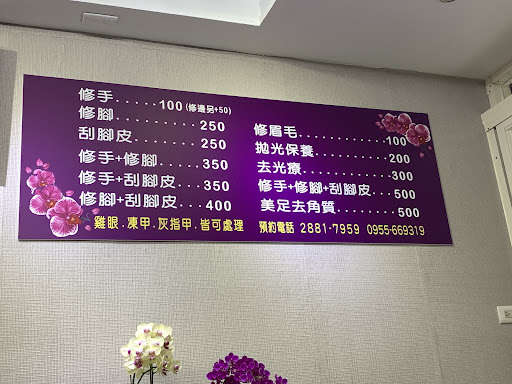 修手......100(修邊另+50)
修腳...........250
刮腳皮........250
修手+修腳.....350
修手+刮腳皮...350
修腳+刮腳皮...400
雞眼.凍甲.灰指甲.皆可處理
修眉毛............100
拋光保養..........200
去光療............300
修手+修腳+刮腳皮...500
美足去角質........500
預約電話 2881-7959 0955-669319